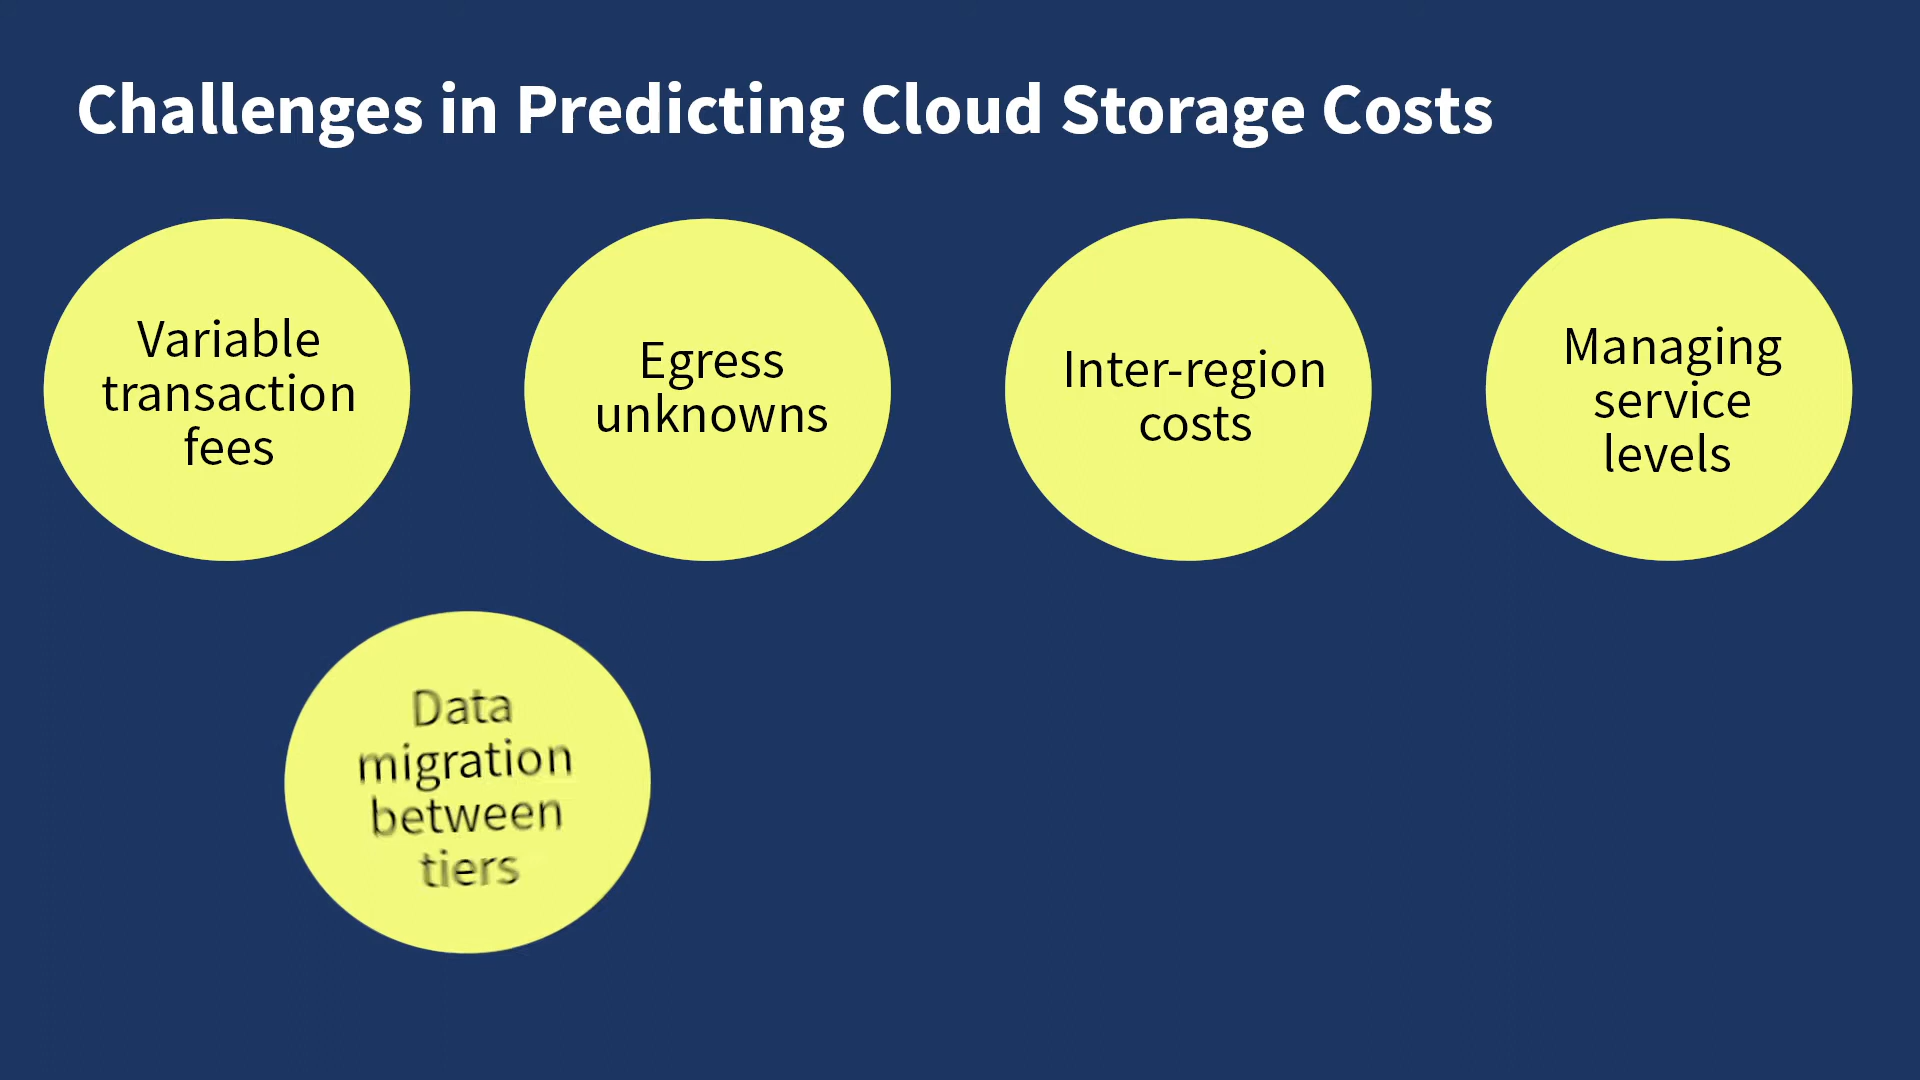 Challenges in Predicting Cloud Storage Costs
Variable
transaction
fees
Egress
unknowns
Inter-region
costs
Managing
service
levels
Data
migration
between
tiers